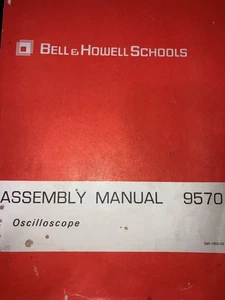 BELL & HOWELL SCHOOLS
ASSEMBLY MANUAL 9570
Oscilloscope